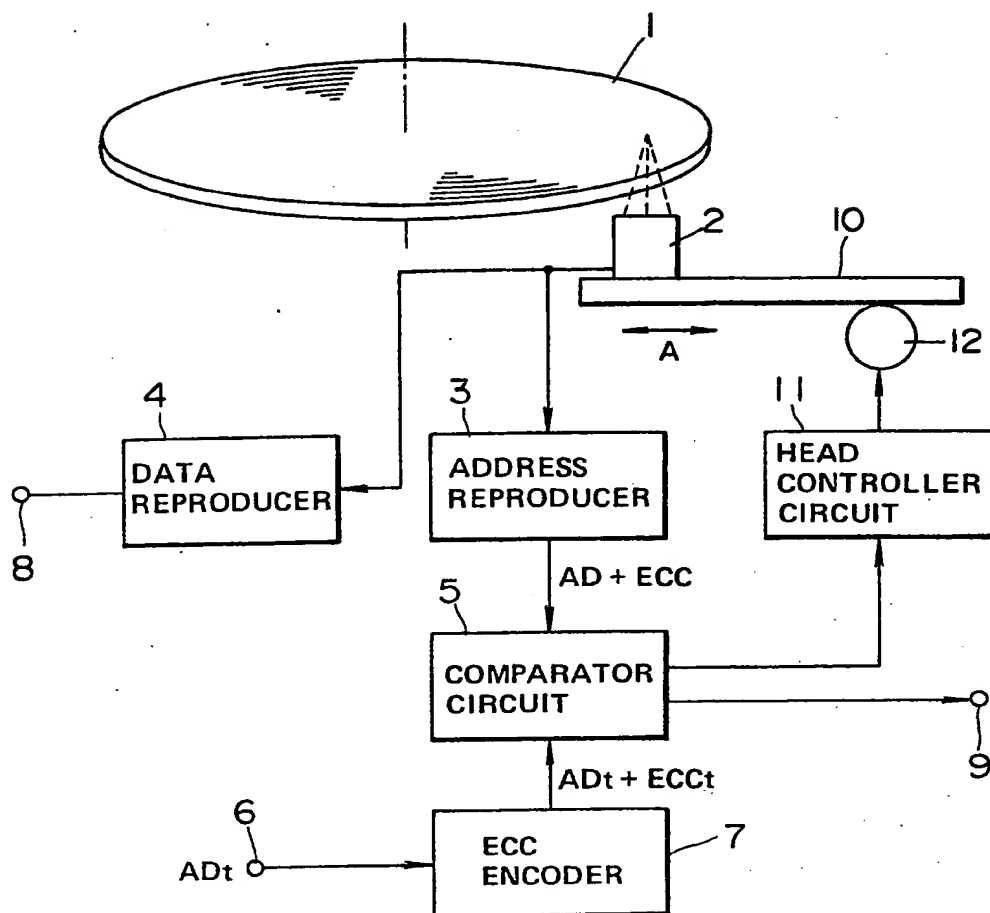 1
2
10
A
12
4
3
11
DATA
REPRODUCER
ADDRESS
REPRODUCER
HEAD
CONTROLLER
CIRCUIT
8
AD + ECC
5
COMPARATOR
CIRCUIT
9
ADt + ECCt
6
ADt
ECC
ENCODER
7